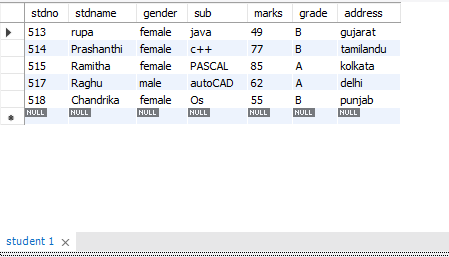 stdno stdname gender sub marks grade address
513 rupa female java 49 B gujarat
514 Prashanthi female c++ 77 B tamilandu
515 Ramitha female PASCAL 85 A kolkata
517 Raghu male autoCAD 62 A delhi
518 Chandrika female Os 55 B punjab
NULL NULL NULL NULL NULL NULL NULL
student 1